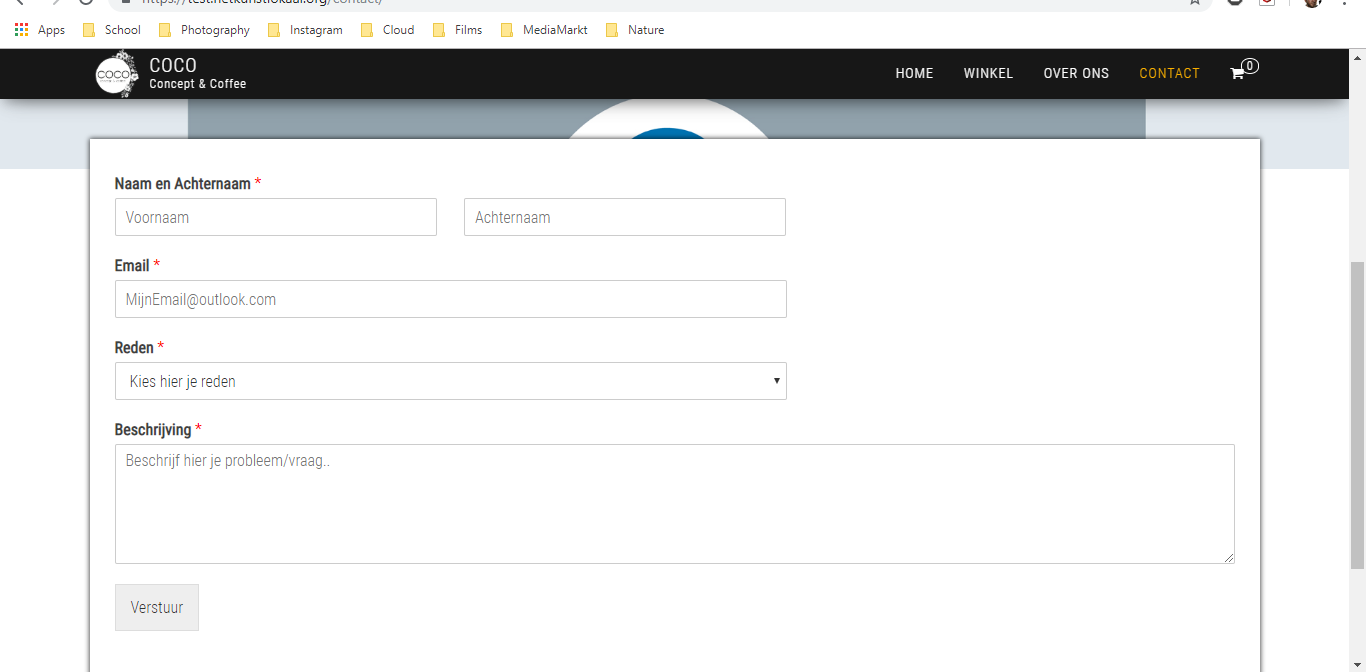 https://test.hetkunstlokaal.org/contact/
Apps School Photography Instagram Cloud Films MediaMarkt Nature
COCO
COCO
Concept & Coffee
HOME WINKEL OVER ONS CONTACT 0
Naam en Achternaam *
Voornaam Achternaam
Email *
MijnEmail@outlook.com
Reden *
Kies hier je reden
Beschrijving *
Beschrijf hier je probleem/vraag..
Verstuur